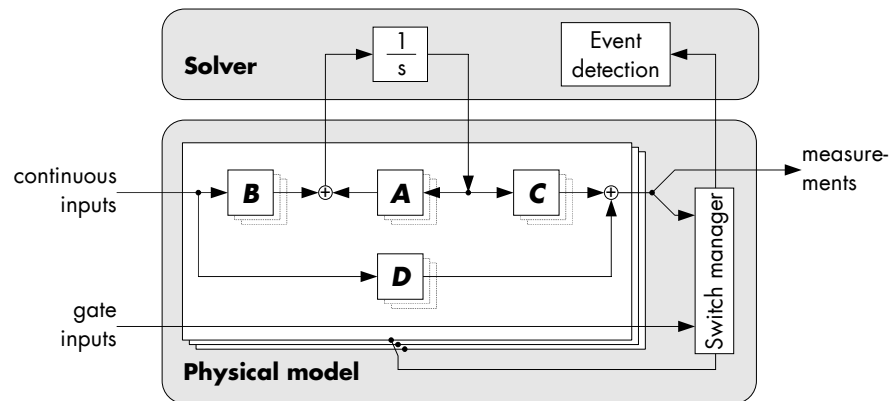 Solver
1
s
Event
detection
continuous
inputs
B
+
A
C
+
measure-
ments
D
gate
inputs
Switch manager
Physical model